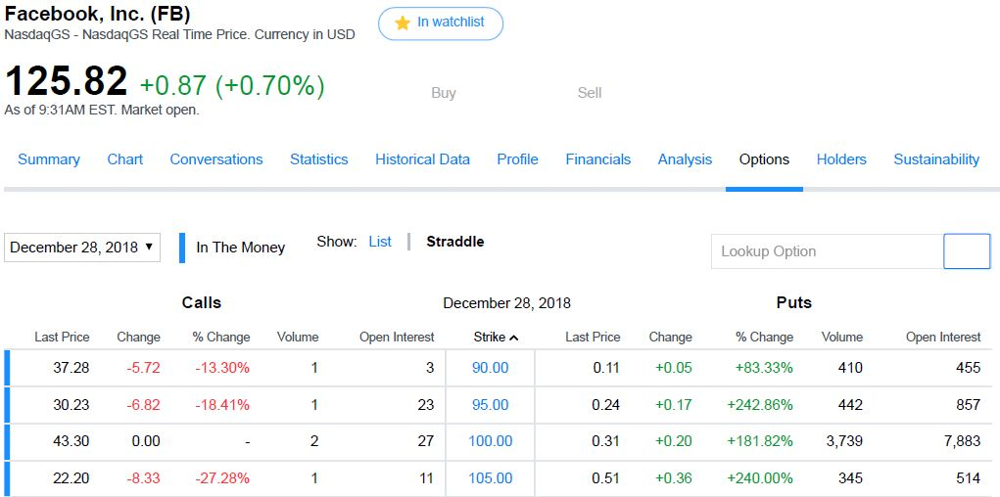 Facebook, Inc. (FB)
In watchlist
NasdaqGS - NasdaqGS Real Time Price. Currency in USD
125.82 +0.87 (+0.70%)
Buy Sell
As of 9:31AM EST. Market open.
Summary Chart Conversations Statistics Historical Data Profile Financials Analysis Options Holders Sustainability
December 28, 2018 ▼ In The Money Show: List Straddle Lookup Option
Calls December 28, 2018 Puts
Last Price Change % Change Volume Open Interest Strike Last Price Change % Change Volume Open Interest
37.28 -5.72 -13.30% 1 3 90.00 0.11 +0.05 +83.33% 410 455
30.23 -6.82 -18.41% 1 23 95.00 0.24 +0.17 +242.86% 442 857
43.30 0.00 - 2 27 100.00 0.31 +0.20 +181.82% 3,739 7,883
22.20 -8.33 -27.28% 1 11 105.00 0.51 +0.36 +240.00% 345 514